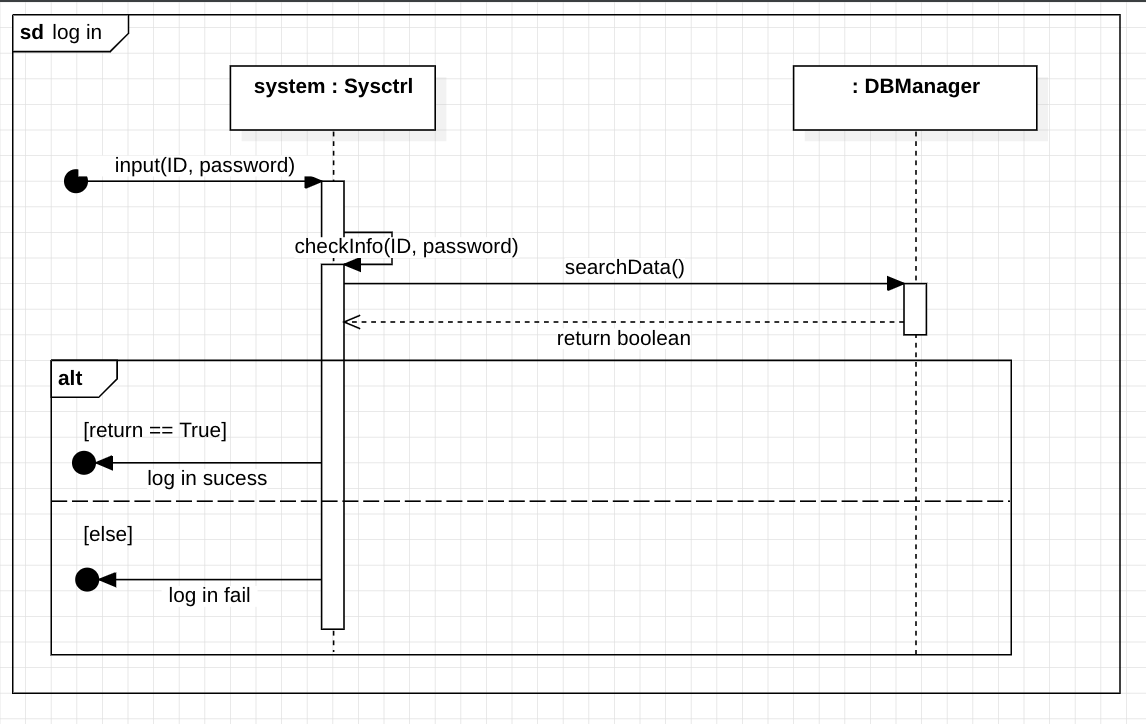 sd log in
system : Sysctrl
: DBManager
input(ID, password)
checkInfo(ID, password)
searchData()
return boolean
alt
[return == True]
log in sucess
[else]
log in fail